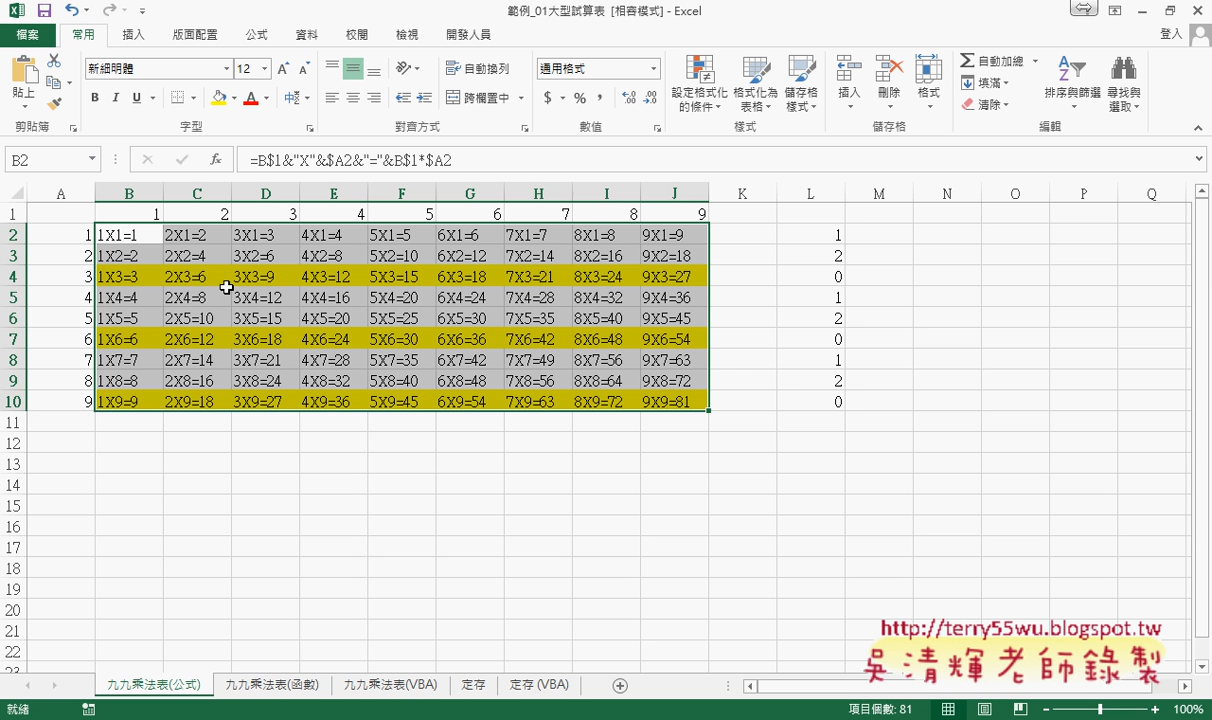 範例_01大型試算表 [相容模式] - Excel
檔案 常用 插入 版面配置 公式 資料 校閱 檢視 開發人員 登入
新細明體 12 自動換列 通用格式 自動加總
貼上 B I U 中 跨欄置中 $ % , 設定格式化的條件 格式化為表格 儲存格樣式 插入 刪除 格式 填滿 清除 排序與篩選 尋找與選取
剪貼簿 字型 對齊方式 數值 樣式 儲存格 編輯
B2 fx =B$1&"X"&$A2&"="&B$1*$A2
A B C D E F G H I J K L M N O P Q
1 1 2 3 4 5 6 7 8 9
2 1 1X1=1 2X1=2 3X1=3 4X1=4 5X1=5 6X1=6 7X1=7 8X1=8 9X1=9 1
3 2 1X2=2 2X2=4 3X2=6 4X2=8 5X2=10 6X2=12 7X2=14 8X2=16 9X2=18 2
4 3 1X3=3 2X3=6 3X3=9 4X3=12 5X3=15 6X3=18 7X3=21 8X3=24 9X3=27 0
5 4 1X4=4 2X4=8 3X4=12 4X4=16 5X4=20 6X4=24 7X4=28 8X4=32 9X4=36 1
6 5 1X5=5 2X5=10 3X5=15 4X5=20 5X5=25 6X5=30 7X5=35 8X5=40 9X5=45 2
7 6 1X6=6 2X6=12 3X6=18 4X6=24 5X6=30 6X6=36 7X6=42 8X6=48 9X6=54 0
8 7 1X7=7 2X7=14 3X7=21 4X7=28 5X7=35 6X7=42 7X7=49 8X7=56 9X7=63 1
9 8 1X8=8 2X8=16 3X8=24 4X8=32 5X8=40 6X8=48 7X8=56 8X8=64 9X8=72 2
10 9 1X9=9 2X9=18 3X9=27 4X9=36 5X9=45 6X9=54 7X9=63 8X9=72 9X9=81 0
11
12
13
14
15
16
17
18
19
20
21
22
23
http://terry55wu.blogspot.tw
吳清輝老師錄製
九九乘法表(公式) 九九乘法表(函數) 九九乘法表(VBA) 定存 定存 (VBA)
就緒 項目個數: 81 100%